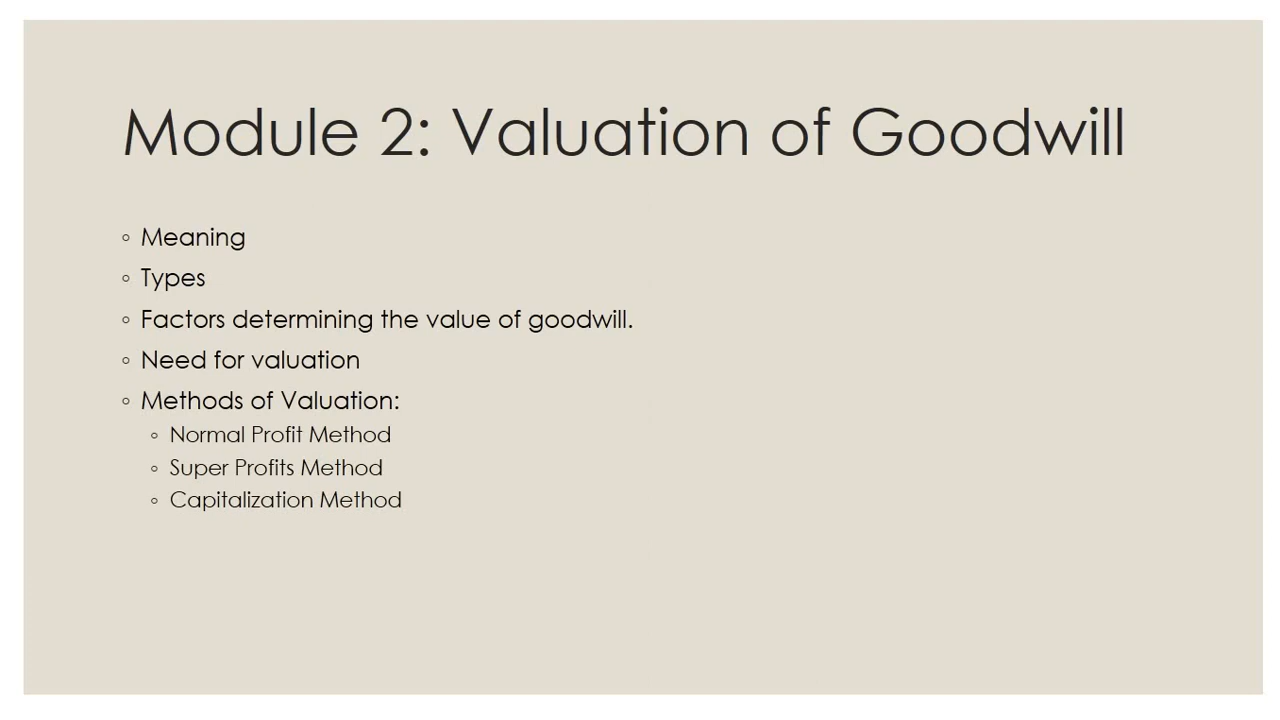 Module 2: Valuation of Goodwill
◦ Meaning
◦ Types
◦ Factors determining the value of goodwill.
◦ Need for valuation
◦ Methods of Valuation:
◦ Normal Profit Method
◦ Super Profits Method
◦ Capitalization Method